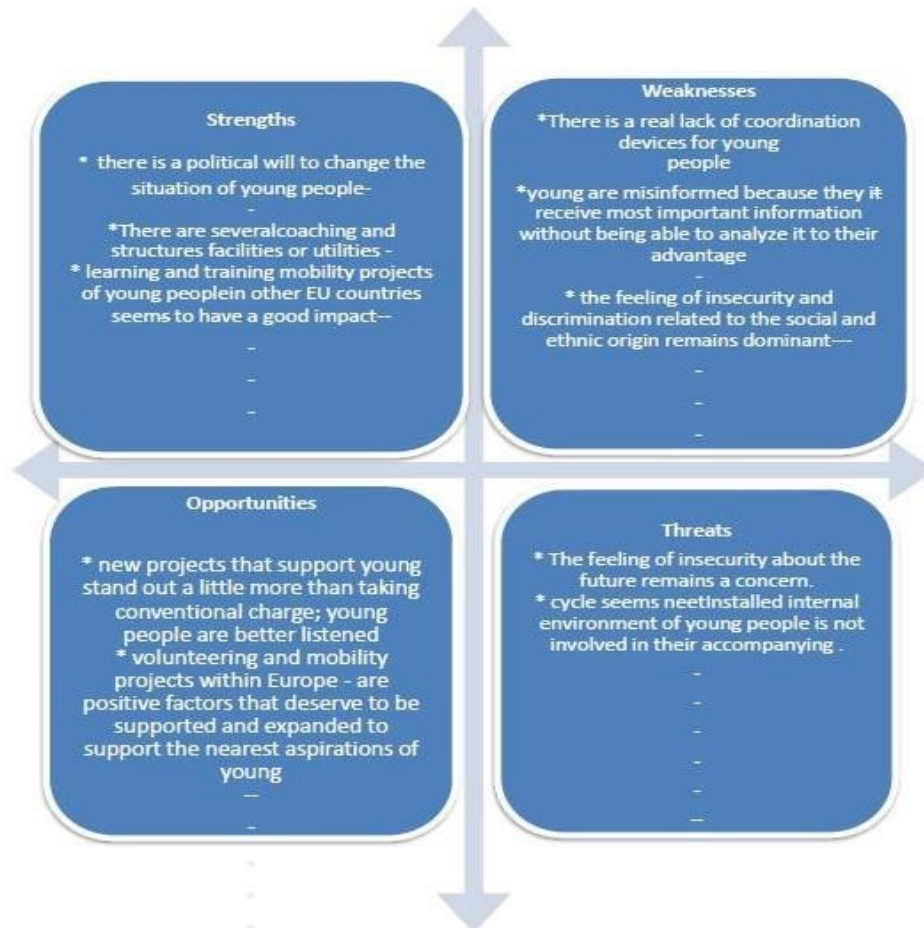 Strengths
* there is a political will to change the
situation of young people-
-
*There are severalcoaching and
structures facilities or utilities -
* learning and training mobility projects
of young peoplein other EU countries
seems to have a good impact--
-
-
-
Weaknesses
*There is a real lack of coordination
devices for young
people
*young are misinformed because they it
receive most important information
without being able to analyze it to their
advantage
-
* the feeling of insecurity and
discrimination related to the social and
ethnic origin remains dominant---
-
-
-
Opportunities
* new projects that support young
stand out a little more than taking
conventional charge; young
people are better listened
* volunteering and mobility
projects within Europe - are
positive factors that deserve to be
supported and expanded to
support the nearest aspirations of
young
--
-
-
-
-
Threats
* The feeling of insecurity about the
future remains a concern.
* cycle seems neetInstalled internal
environment of young people is not
involved in their accompanying .
-
-
-
-
-
--